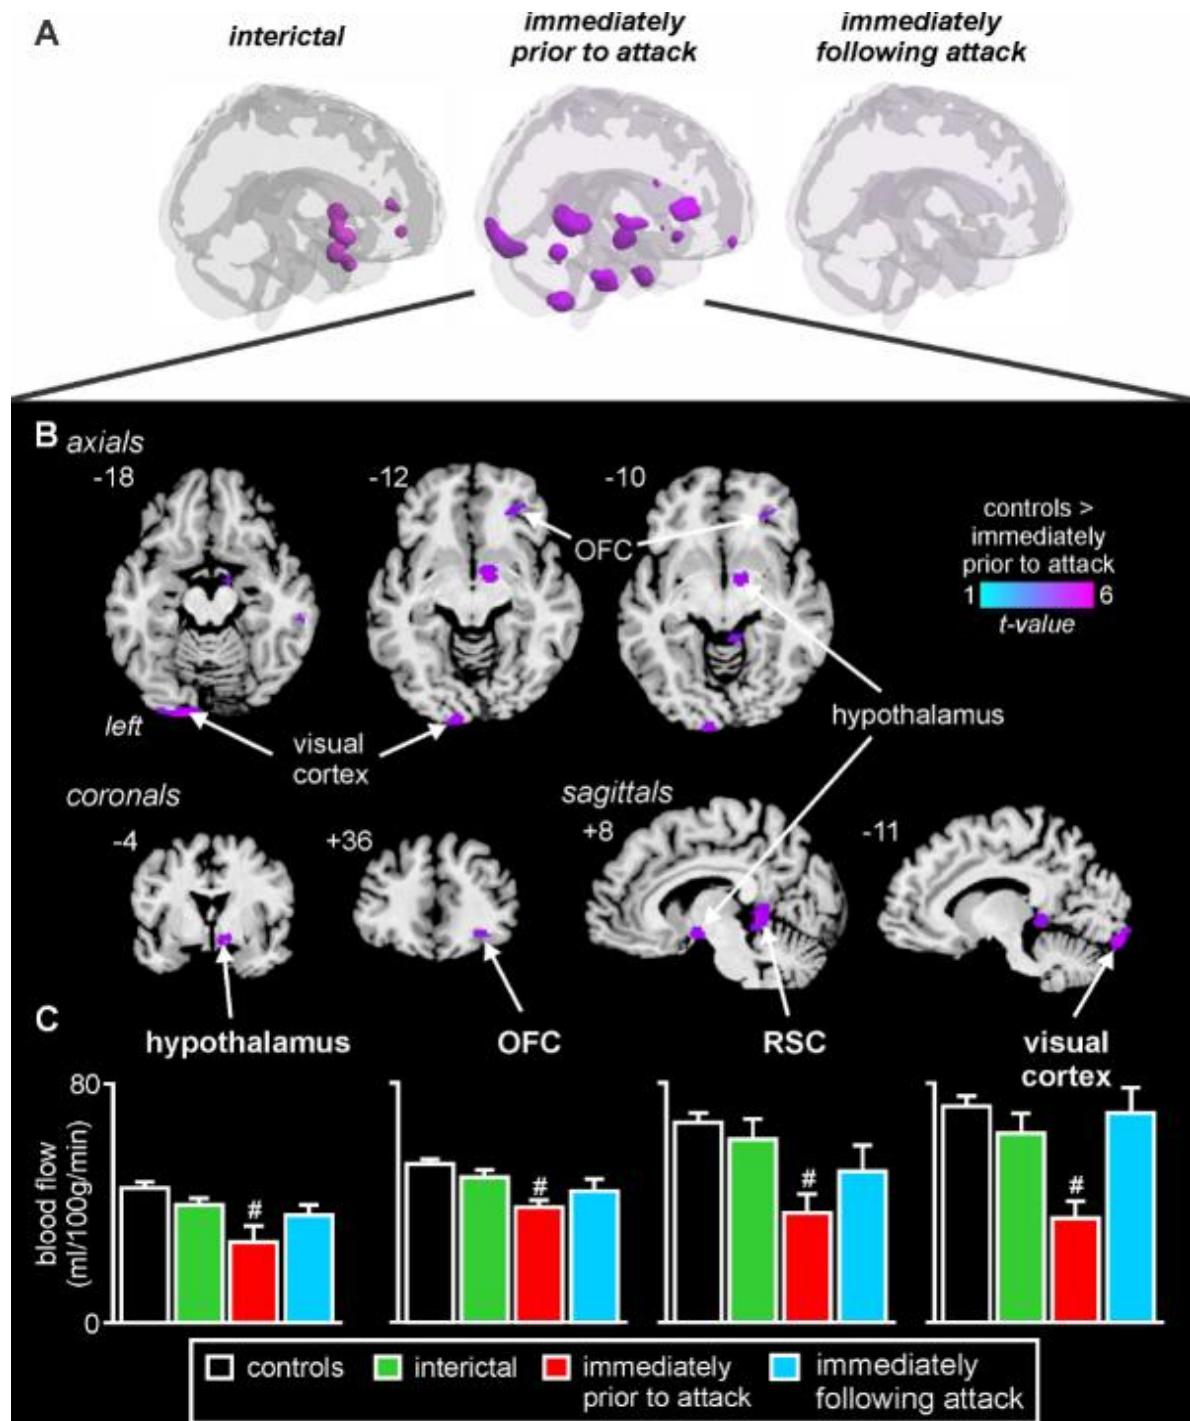 A
interictal
immediately
prior to attack
immediately
following attack
B
axials
-18
-12
-10
OFC
controls >
immediately
prior to attack
1
6
t-value
hypothalamus
left
visual
cortex
coronals
sagittals
-4
+36
+8
-11
C
hypothalamus
OFC
RSC
visual
cortex
80
0
blood flow
(ml/100g/min)
#
#
#
#
controls
interictal
immediately
prior to attack
immediately
following attack